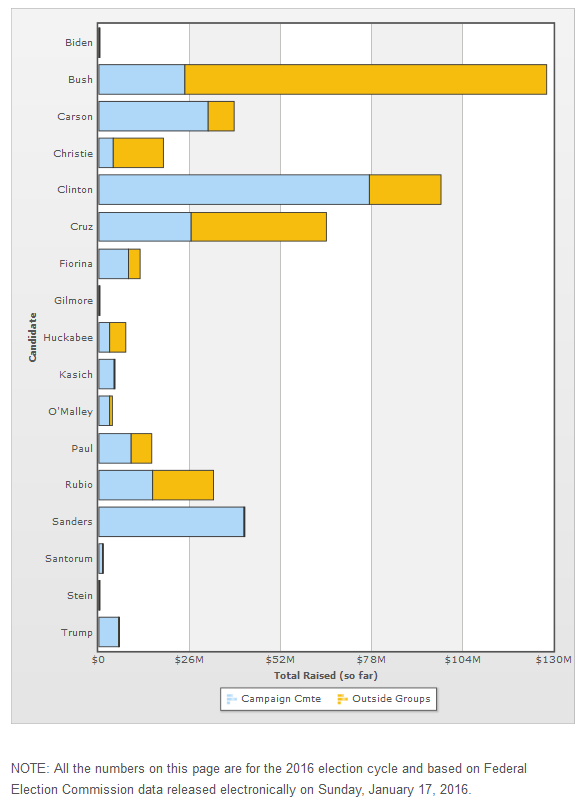 Biden
Bush
Carson
Christie
Clinton
Cruz
Fiorina
Gilmore
Candidate
Huckabee
Kasich
O'Malley
Paul
Rubio
Sanders
Santorum
Stein
Trump
$0 $26M $52M $78M $104M $130M
Total Raised (so far)
Campaign Cmte Outside Groups
NOTE: All the numbers on this page are for the 2016 election cycle and based on Federal
Election Commission data released electronically on Sunday, January 17, 2016.